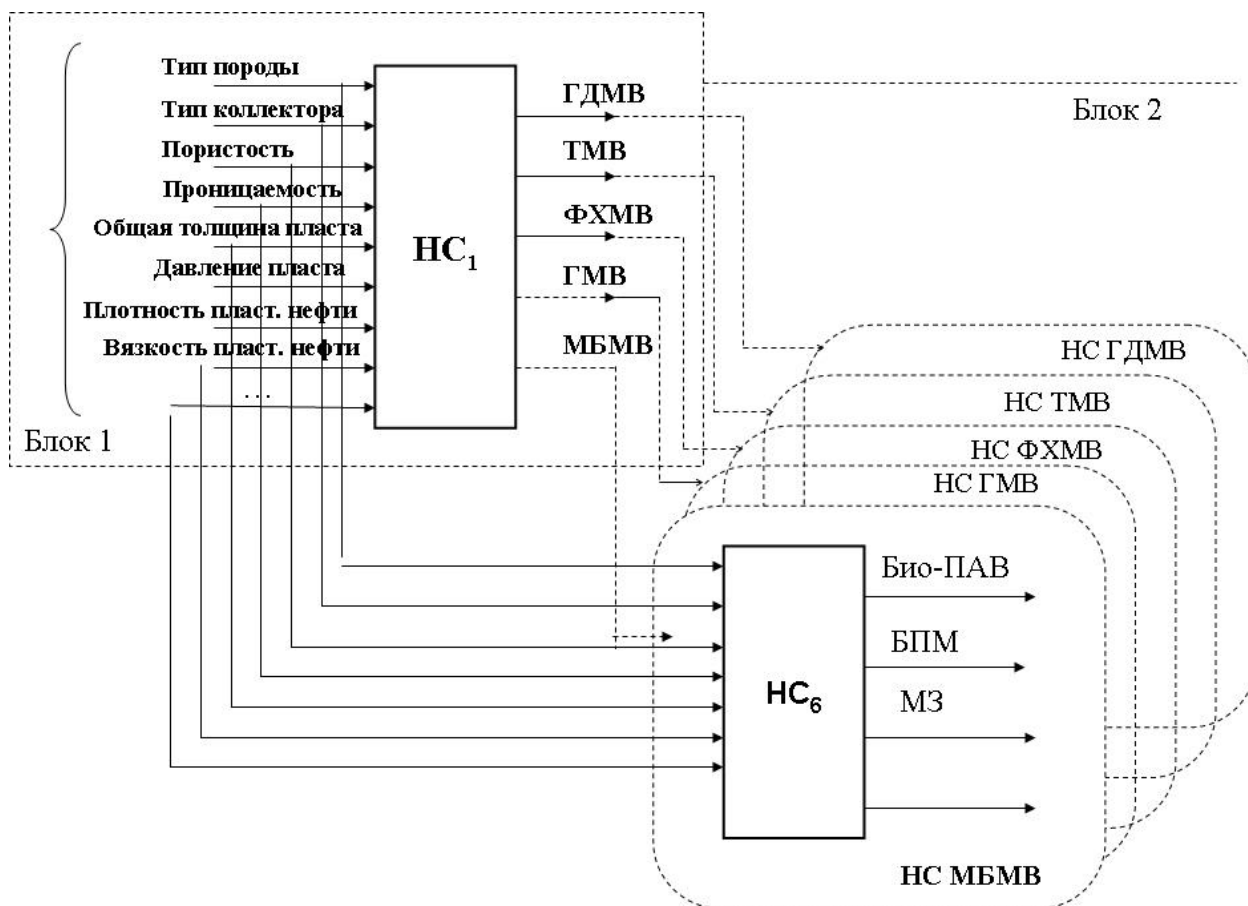 Тип породы
Тип коллектора
Пористость
Проницаемость
Общая толщина пласта
Давление пласта
Плотность пласт. нефти
Вязкость пласт. нефти
...
Блок 1
НС1
ГДМВ
ТМВ
ФХМВ
ГМВ
МБМВ
Блок 2
НС ГДМВ
НС ТМВ
НС ФХМВ
НС ГМВ
НС6
Био-ПАВ
БПМ
МЗ
НС МБМВ